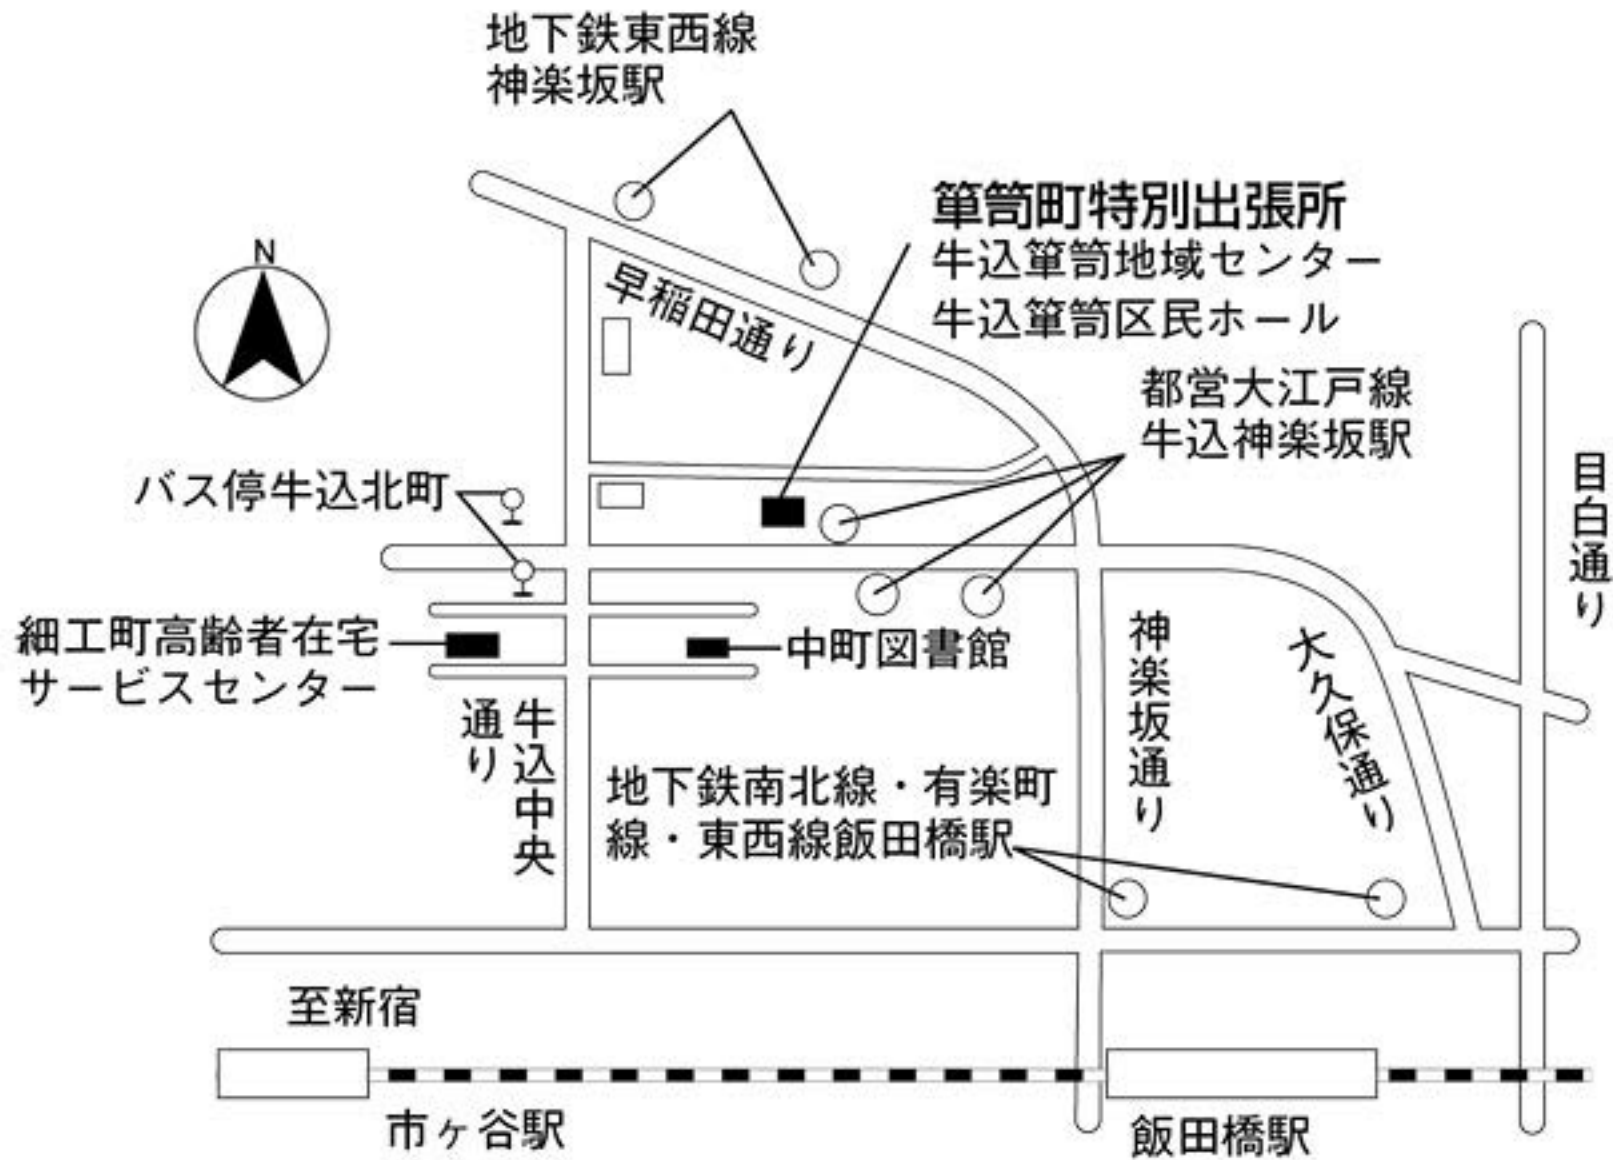 地下鉄東西線
神楽坂駅
N
箪笥町特別出張所
牛込箪笥地域センター
牛込箪笥区民ホール
早稲田通り
都営大江戸線
牛込神楽坂駅
バス停牛込北町
目白通り
細工町高齢者在宅
サービスセンター
中町図書館
神楽坂通り
大久保通り
牛込中央
通り
地下鉄南北線・有楽町
線・東西線飯田橋駅
至新宿
市ヶ谷駅
飯田橋駅